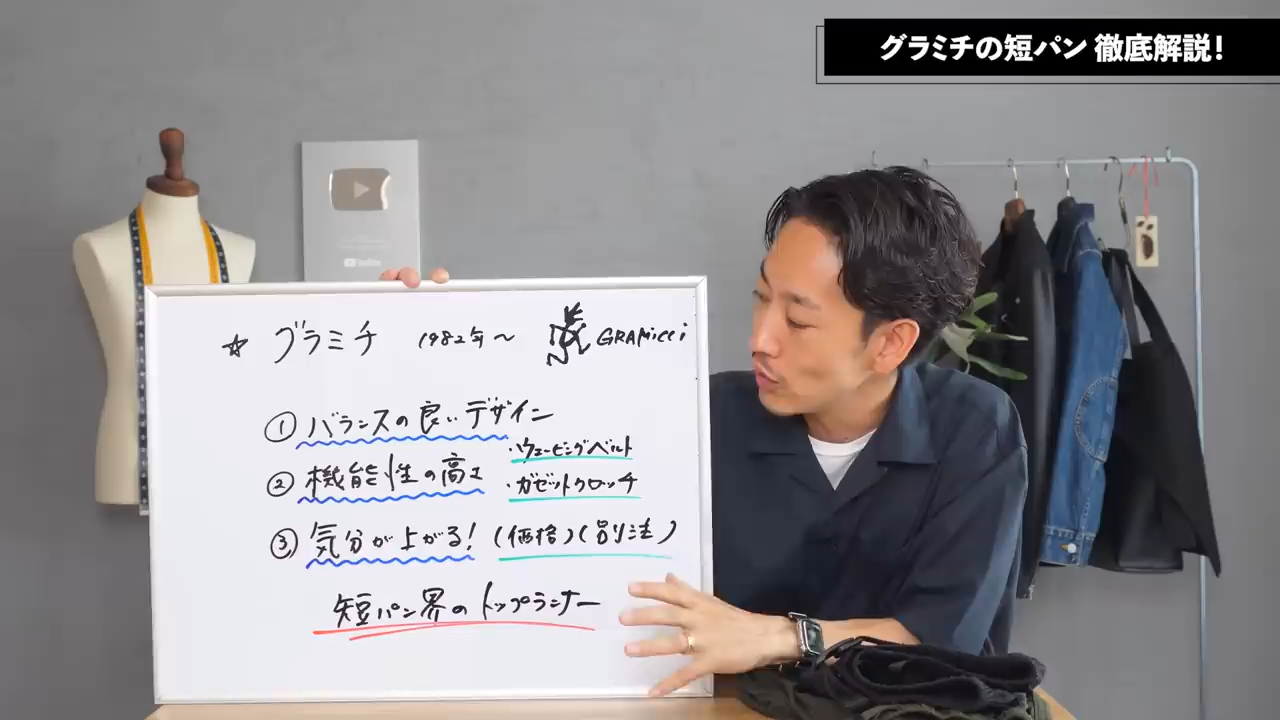 グラミチの短パン 徹底解説!
☆ グラミチ 1982年〜 GRAMicci
① バランスの良いデザイン
② 機能性の高さ
・ウェービングベルト
・ガゼットクロッチ
③ 気分が上がる! (価格)(別注)
短パン界のトップランナー